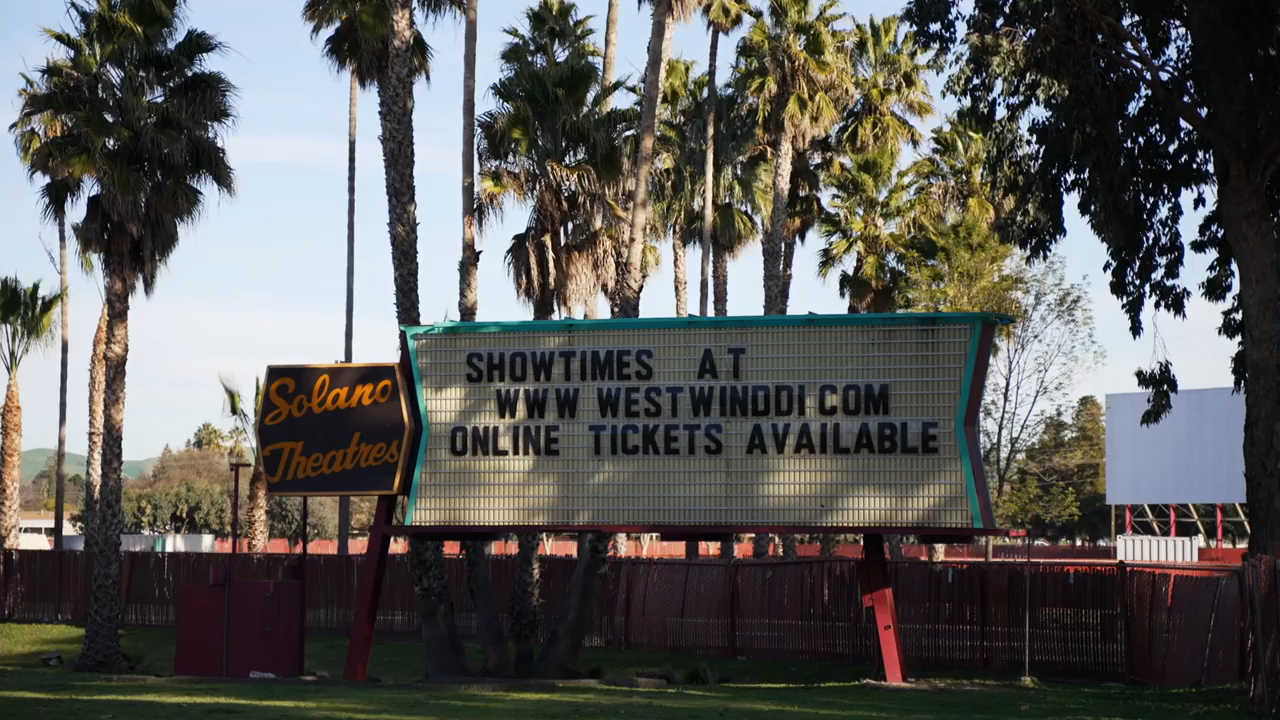 Solano
Theatres
SHOWTIMES AT
WWW WESTWINDDI COM
ONLINE TICKETS AVAILABLE